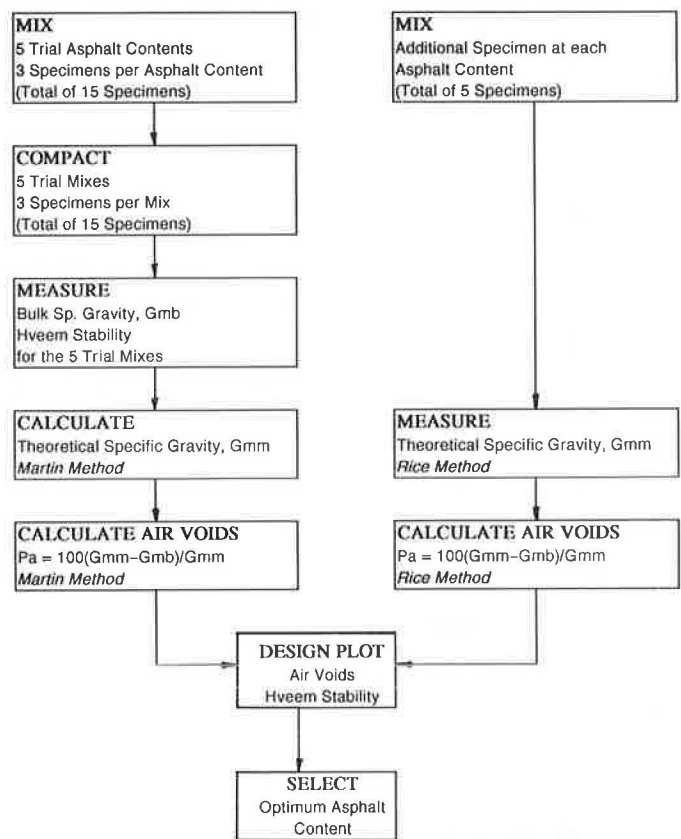 MIX
5 Trial Asphalt Contents
3 Specimens per Asphalt Content
(Total of 15 Specimens)
COMPACT
5 Trial Mixes
3 Specimens per Mix
(Total of 15 Specimens)
MEASURE
Bulk Sp. Gravity, Gmb
Hveem Stability
for the 5 Trial Mixes
CALCULATE
Theoretical Specific Gravity, Gmm
Martin Method
CALCULATE AIR VOIDS
Pa = 100(Gmm–Gmb)/Gmm
Martin Method
MIX
Additional Specimen at each
Asphalt Content
(Total of 5 Specimens)
MEASURE
Theoretical Specific Gravity, Gmm
Rice Method
CALCULATE AIR VOIDS
Pa = 100(Gmm–Gmb)/Gmm
Rice Method
DESIGN PLOT
Air Voids
Hveem Stability
SELECT
Optimum Asphalt
Content